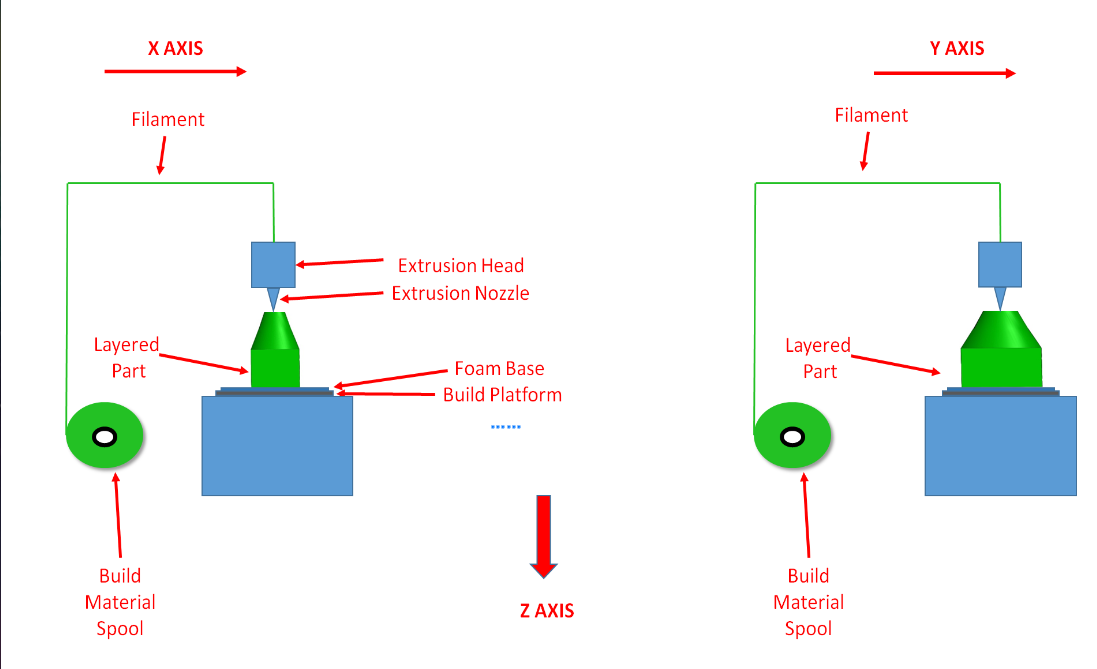 X AXIS
Filament
Extrusion Head
Extrusion Nozzle
Layered
Part
Foam Base
Build Platform
......
Build
Material
Spool
Z AXIS
Y AXIS
Filament
Layered
Part
Build
Material
Spool